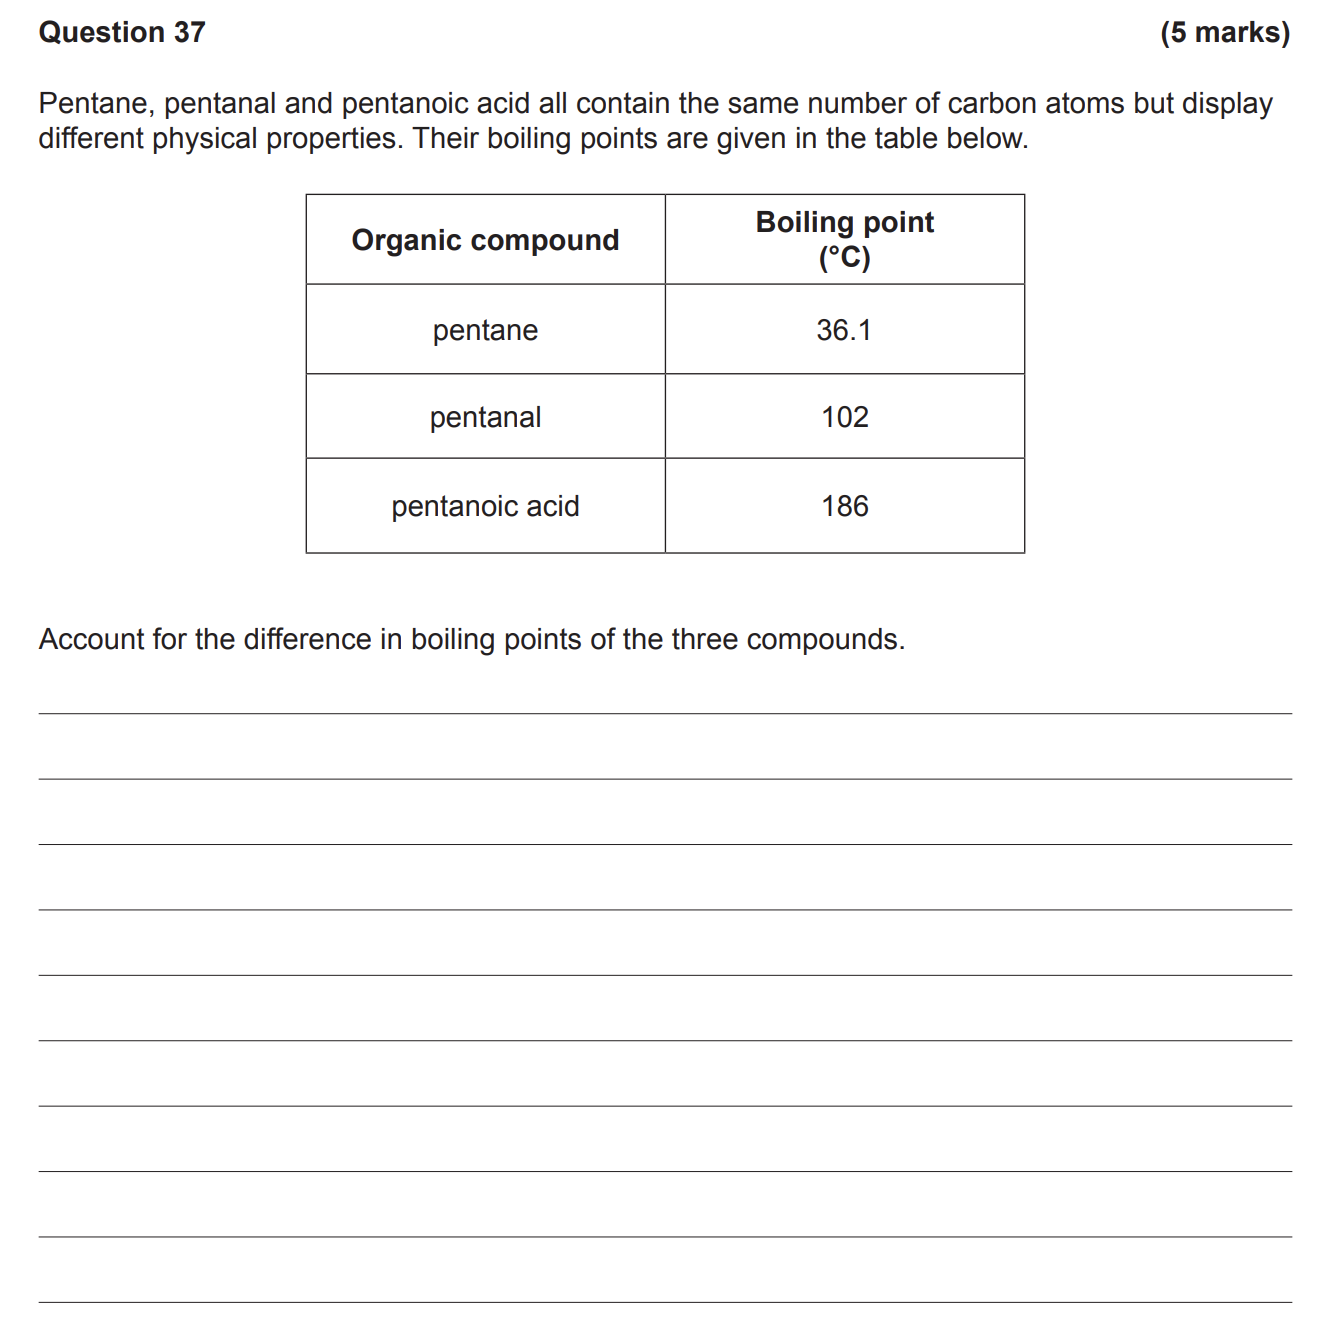 Question 37 (5 marks)
Pentane, pentanal and pentanoic acid all contain the same number of carbon atoms but display
different physical properties. Their boiling points are given in the table below.
Organic compound Boiling point
(°C)
pentane 36.1
pentanal 102
pentanoic acid 186
Account for the difference in boiling points of the three compounds.